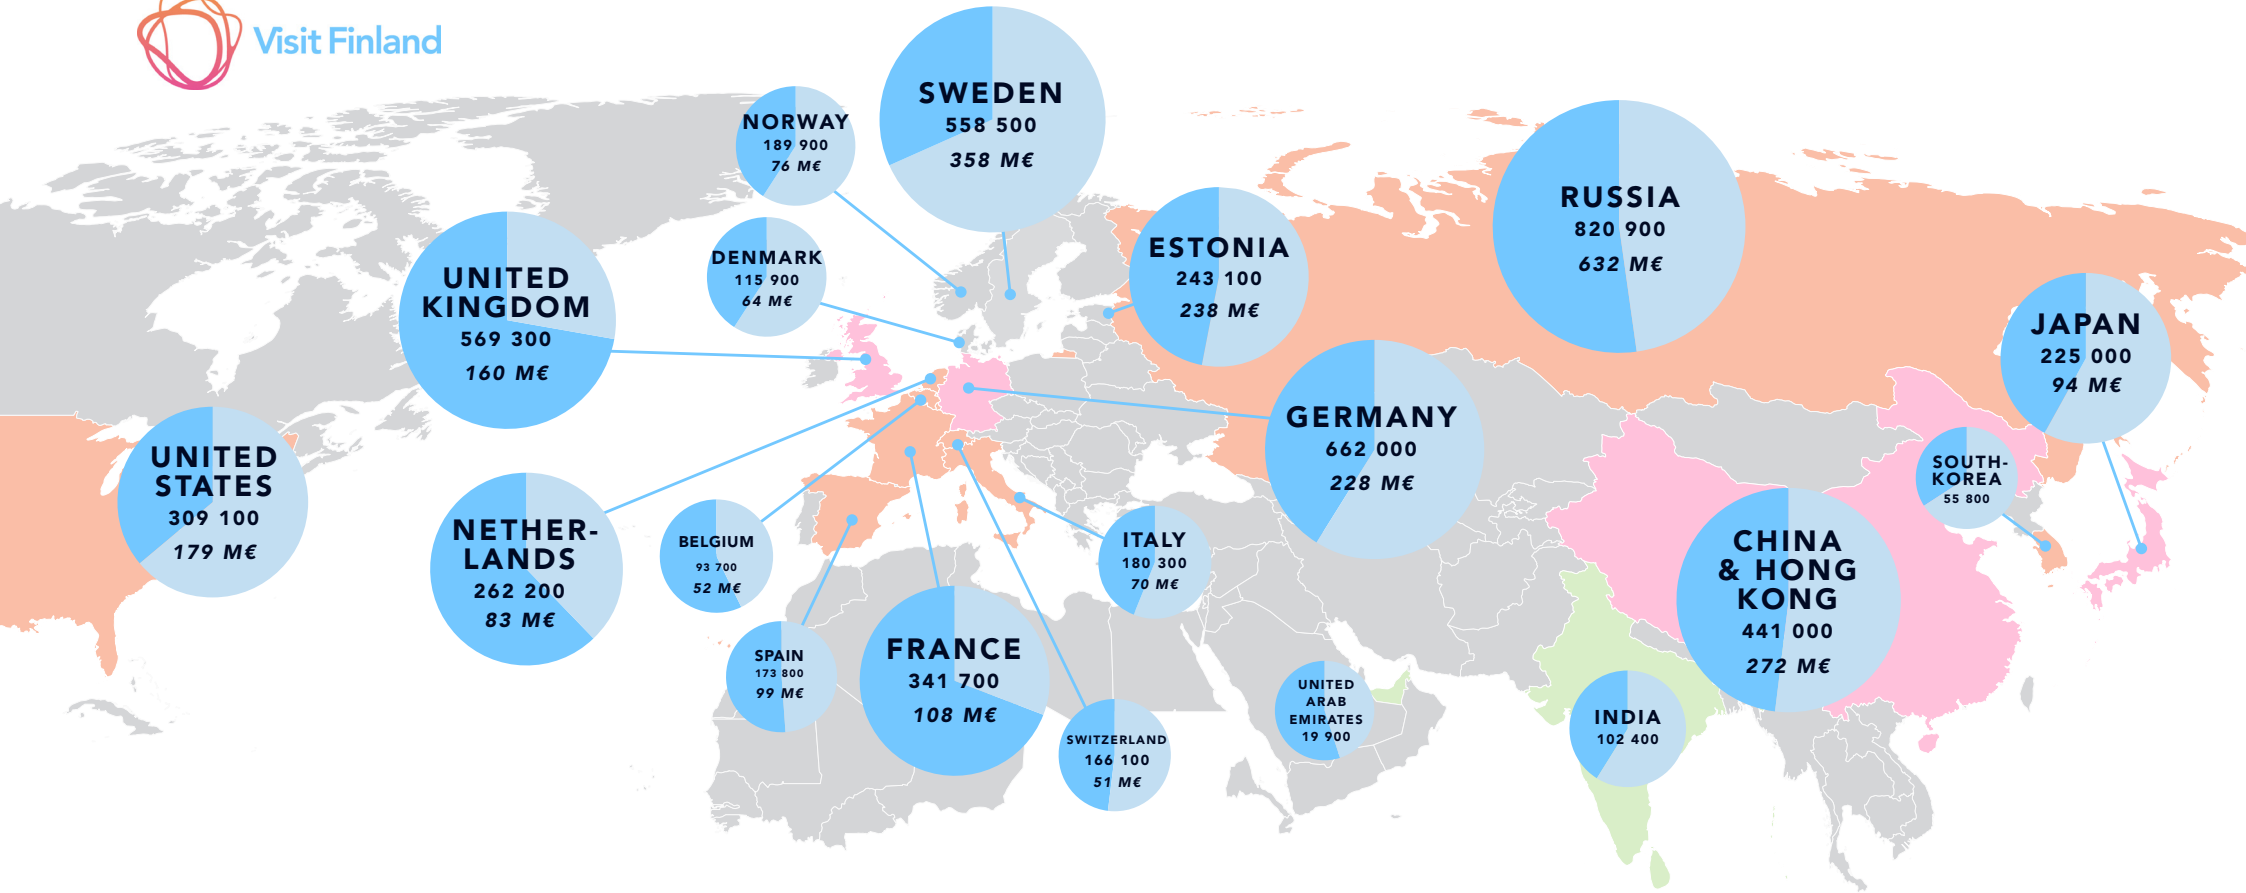 Visit Finland
SWEDEN
558 500
358 M€
NORWAY
189 900
76 M€
RUSSIA
820 900
632 M€
ESTONIA
243 100
238 M€
DENMARK
115 900
64 M€
UNITED
KINGDOM
569 300
160 M€
JAPAN
225 000
94 M€
GERMANY
662 000
228 M€
UNITED
STATES
309 100
179 M€
SOUTH-
KOREA
55 800
NETHER-
LANDS
262 200
83 M€
BELGIUM
93 700
52 M€
ITALY
180 300
70 M€
CHINA
& HONG
KONG
441 000
272 M€
SPAIN
173 800
99 M€
FRANCE
341 700
108 M€
SWITZERLAND
166 100
51 M€
UNITED
ARAB
EMIRATES
19 900
INDIA
102 400